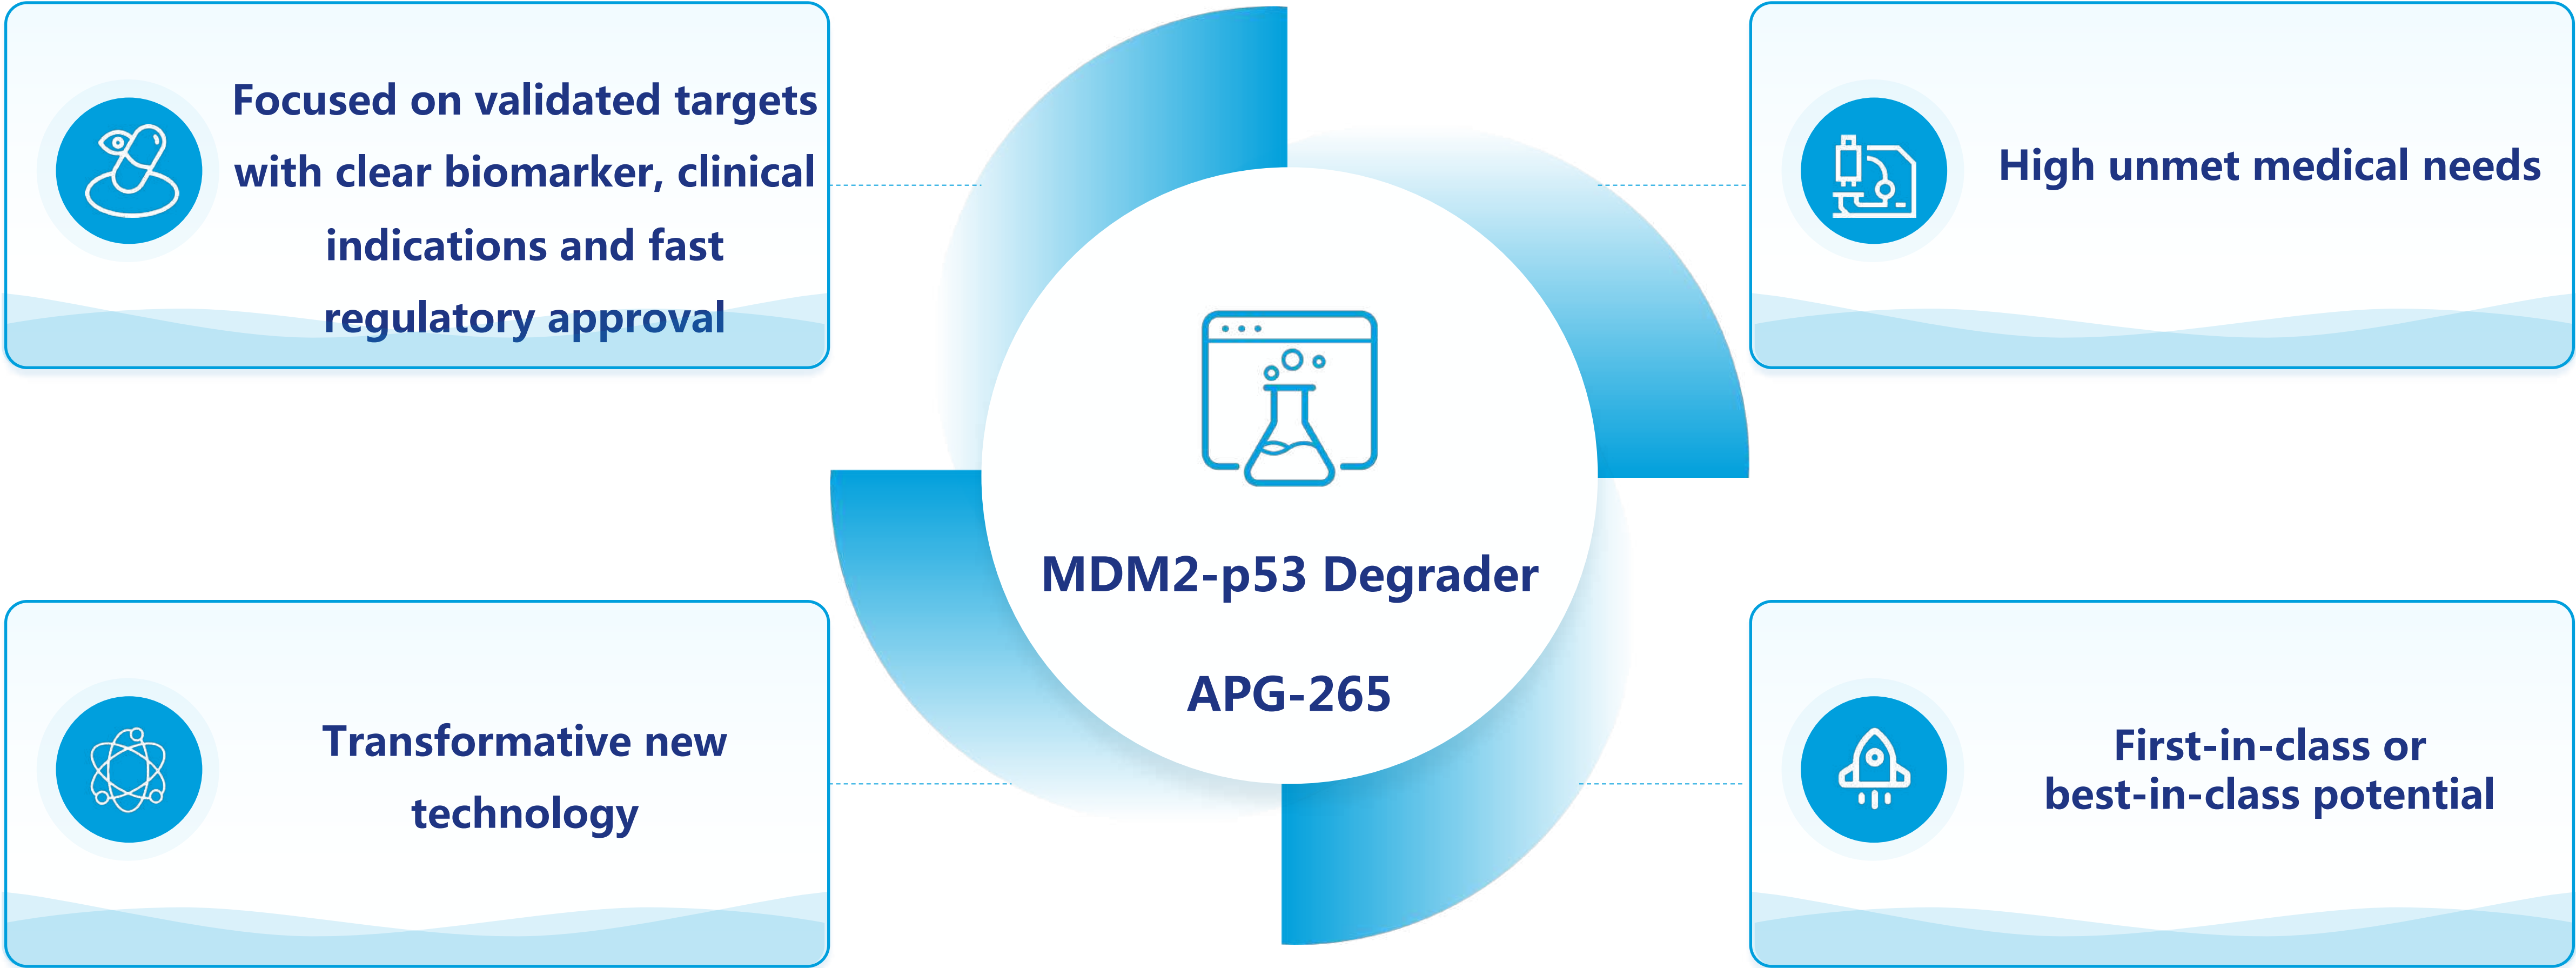 Focused on validated targets
with clear biomarker, clinical
indications and fast
regulatory approval
High unmet medical needs
MDM2-p53 Degrader
APG-265
Transformative new
technology
First-in-class or
best-in-class potential